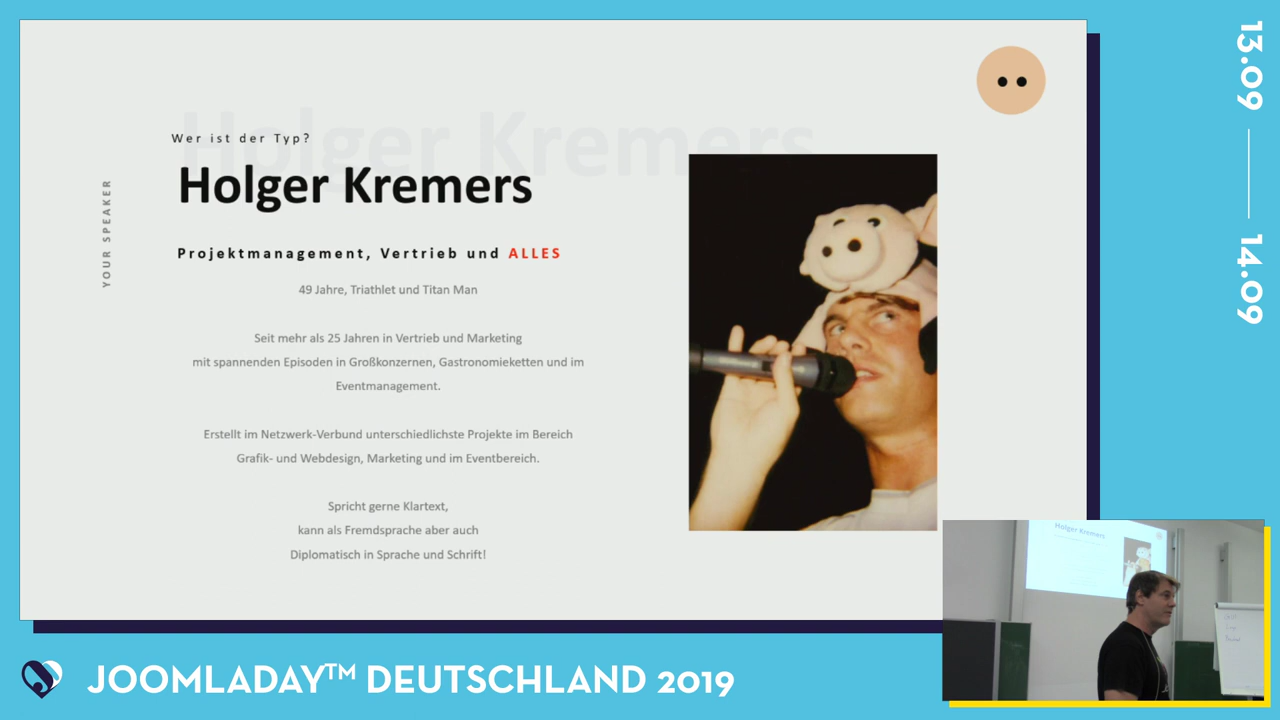 Wer ist der Typ?
Holger Kremers
Holger Kremers
YOUR SPEAKER
Projektmanagement, Vertrieb und ALLES
49 Jahre, Triathlet und Titan Man
Seit mehr als 25 Jahren in Vertrieb und Marketing
mit spannenden Episoden in Großkonzernen, Gastronomieketten und im
Eventmanagement.
Erstellt im Netzwerk-Verbund unterschiedlichste Projekte im Bereich
Grafik- und Webdesign, Marketing und im Eventbereich.
Spricht gerne Klartext,
kann als Fremdsprache aber auch
Diplomatisch in Sprache und Schrift!
13.09
14.09
Holger Kremers
JOOMLADAY™ DEUTSCHLAND 2019